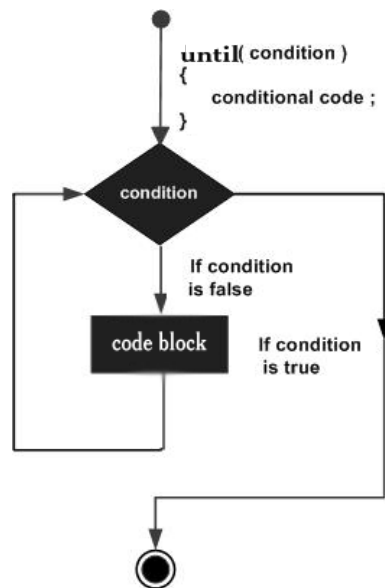 until( condition )
{
conditional code ;
}
condition
If condition
is false
code block
If condition
is true